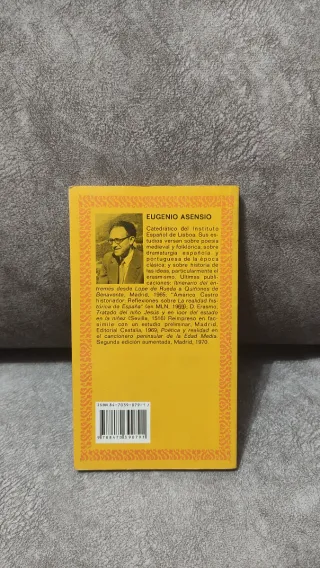 EUGENIO ASENSIO
Catedrático del Instituto
Español de Lisboa. Sus es-
tudios versan sobre poesía
medieval y folklórica, sobre
dramaturgia española y
portuguesa de la época
clásica, y sobre historia de
las ideas, particularmente el
erasmismo. Últimas publi-
caciones: Itinerario del en-
tremés desde Lope de Rueda a Quiñones de
Benavente, Madrid, 1965, "Américo Castro
historiador: Reflexiones sobre La realidad his-
tórica de España" (en MLN, 1966), D. Erasmo,
Tratado del niño Jesús y en loor del estado
en la niñez (Sevilla, 1516) Reimpreso en fac-
símile con un estudio preliminar, Madrid,
Editorial Castalia, 1969, Poética y realidad en
el cancionero peninsular de la Edad Media.
Segunda edición aumentada, Madrid, 1970.